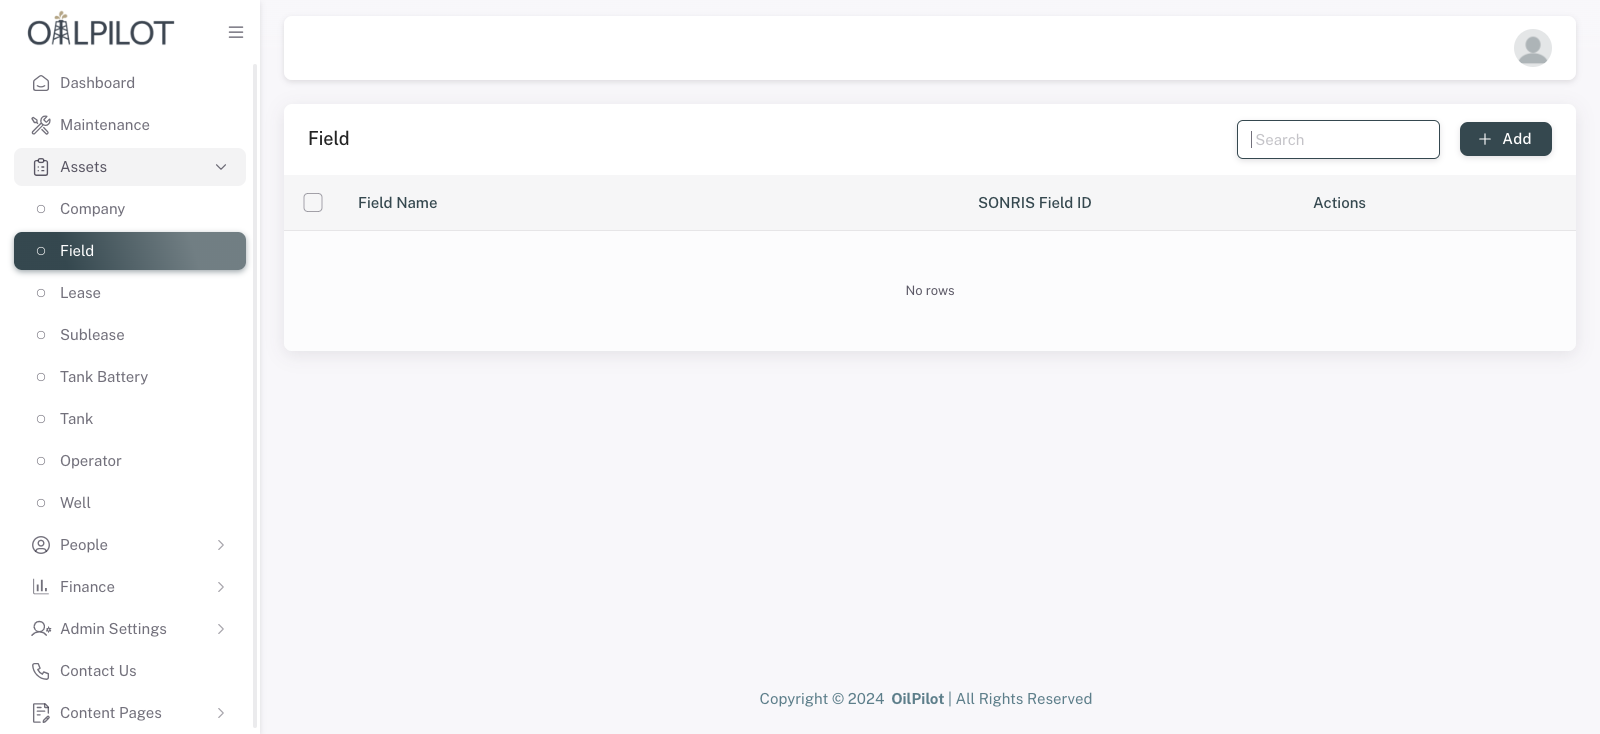 OILPILOT
Dashboard
Maintenance
Assets
Company
Field
Lease
Sublease
Tank Battery
Tank
Operator
Well
People
Finance
Admin Settings
Contact Us
Content Pages
Field
Search
Add
Field Name SONRIS Field ID Actions
No rows
Copyright © 2024 OilPilot | All Rights Reserved